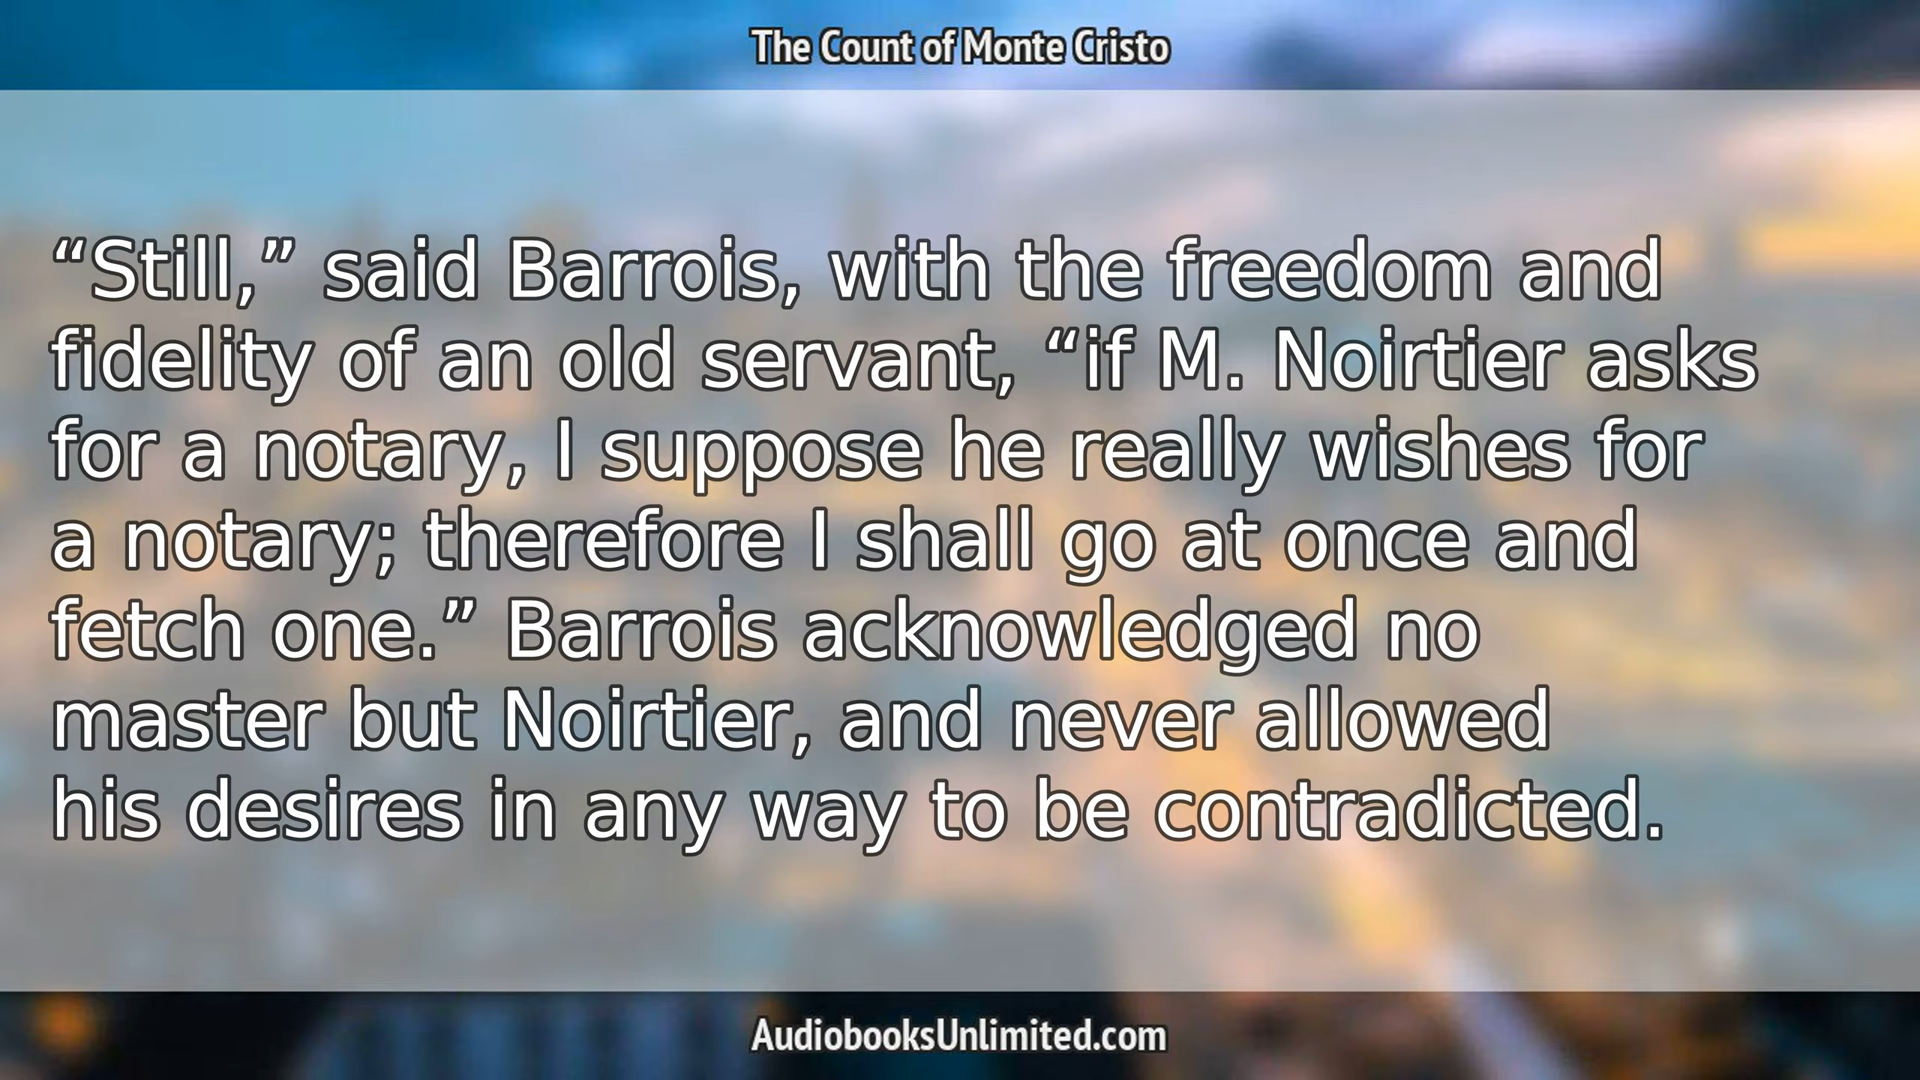 The Count of Monte Cristo
“Still,” said Barrois, with the freedom and
fidelity of an old servant, “if M. Noirtier asks
for a notary, I suppose he really wishes for
a notary; therefore I shall go at once and
fetch one.” Barrois acknowledged no
master but Noirtier, and never allowed
his desires in any way to be contradicted.
AudiobooksUnlimited.com